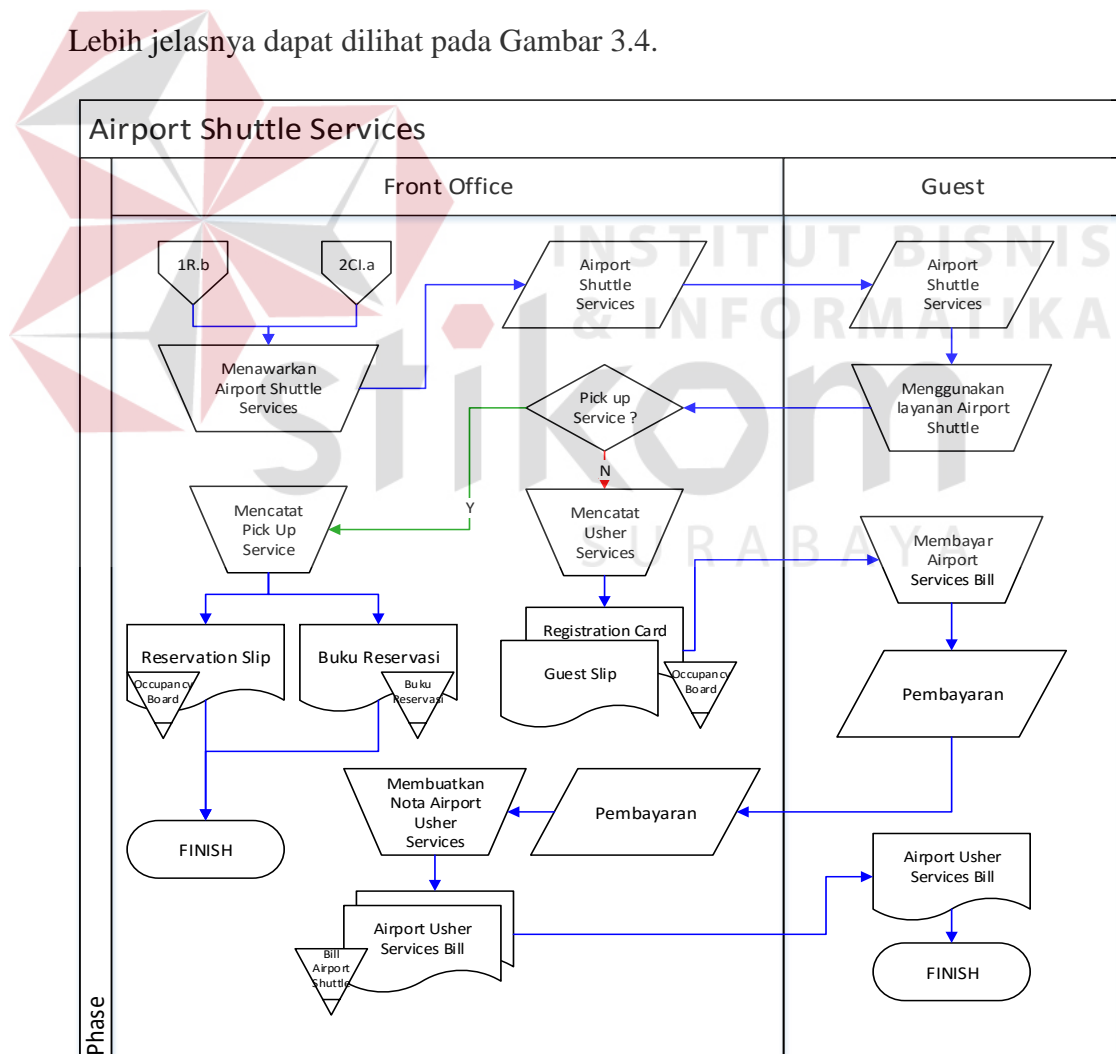 Lebih jelasnya dapat dilihat pada Gambar 3.4.
Airport Shuttle Services
Front Office
Guest
1R.b
2CI.a
Airport
Shuttle
Services
Airport
Shuttle
Services
INSTITUT BISNIS
& INFORMATIKA
stikom
SURABAYA
Menawarkan
Airport Shuttle
Services
Pick up
Service ?
Menggunakan
layanan Airport
Shuttle
N
Y
Mencatat
Pick Up
Service
Mencatat
Usher
Services
Membayar
Airport
Services Bill
Reservation Slip
Occupancy
Board
Buku Reservasi
Buku
Reservasi
Registration Card
Guest Slip
Occupancy
Board
Pembayaran
Membuatkan
Nota Airport
Usher
Services
Pembayaran
FINISH
Airport Usher
Services Bill
Airport Usher
Services Bill
Bill
Airport
Shuttle
FINISH
Phase